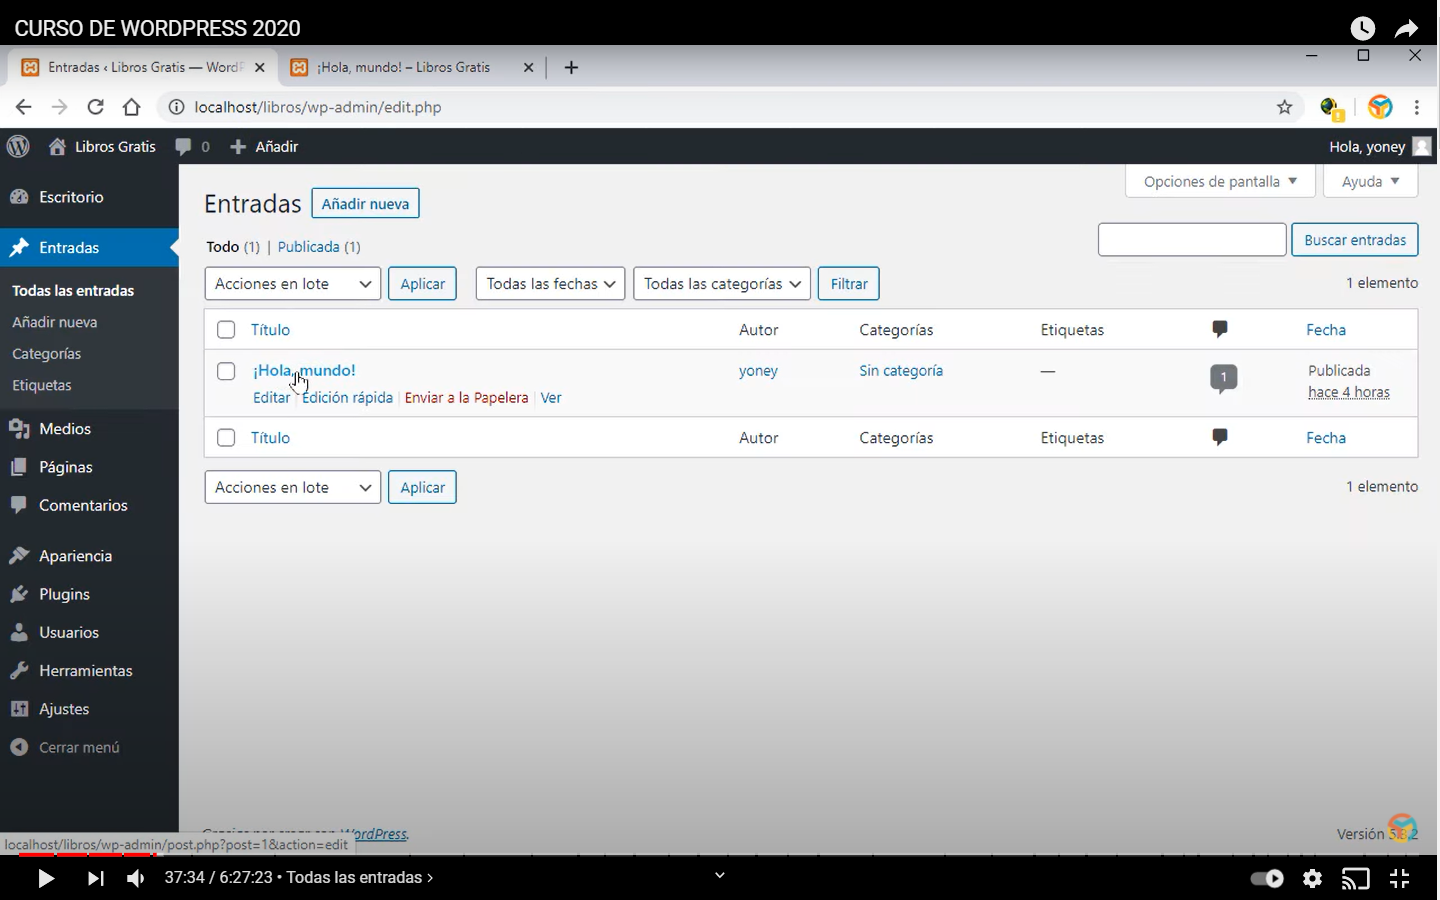 CURSO DE WORDPRESS 2020
Entradas ‹ Libros Gratis — WordP
¡Hola, mundo! – Libros Gratis
localhost/libros/wp-admin/edit.php
Libros Gratis 0 Añadir Hola, yoney
Opciones de pantalla Ayuda
Escritorio
Entradas
Todas las entradas
Añadir nueva
Categorías
Etiquetas
Medios
Páginas
Comentarios
Apariencia
Plugins
Usuarios
Herramientas
Ajustes
Cerrar menú
Entradas Añadir nueva
Todo (1) | Publicada (1)
Buscar entradas
Acciones en lote Aplicar Todas las fechas Todas las categorías Filtrar 1 elemento
Título Autor Categorías Etiquetas Fecha
¡Hola, mundo! yoney Sin categoría — 1 Publicada
hace 4 horas
Editar | Edición rápida | Enviar a la Papelera | Ver
Título Autor Categorías Etiquetas Fecha
Acciones en lote Aplicar 1 elemento
WordPress.
Versión
localhost/libros/wp-admin/post.php?post=1&action=edit
37:34 / 6:27:23 • Todas las entradas ›